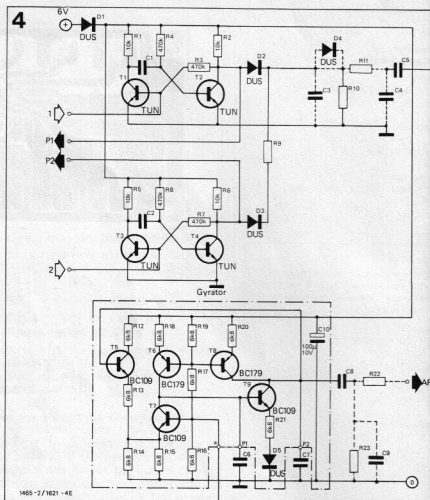 4
6V
D1
DUS
R1
10k
R4
470k
R2
10k
C1
R3
470k
T1
T2
TUN
D2
DUS
D4
DUS
R11
C5
C3
R10
C4
1
P1
P2
R9
R5
10k
R8
470k
R6
10k
C2
R7
470k
D3
DUS
T3
T4
TUN
TUN
2
Gyrator
R12
6k8
R18
6k8
R19
6k8
R20
6k8
C10
100µ
10V
T5
T6
T8
R17
6k8
BC109
BC179
BC179
R13
6k8
T9
BC109
C8
R22
T7
BC109
R21
6k8
R14
6k8
R15
6k8
R16
6k8
a
P1
C6
D5
DUS
P2
C7
R23
C9
0
1465-2/1621-4E